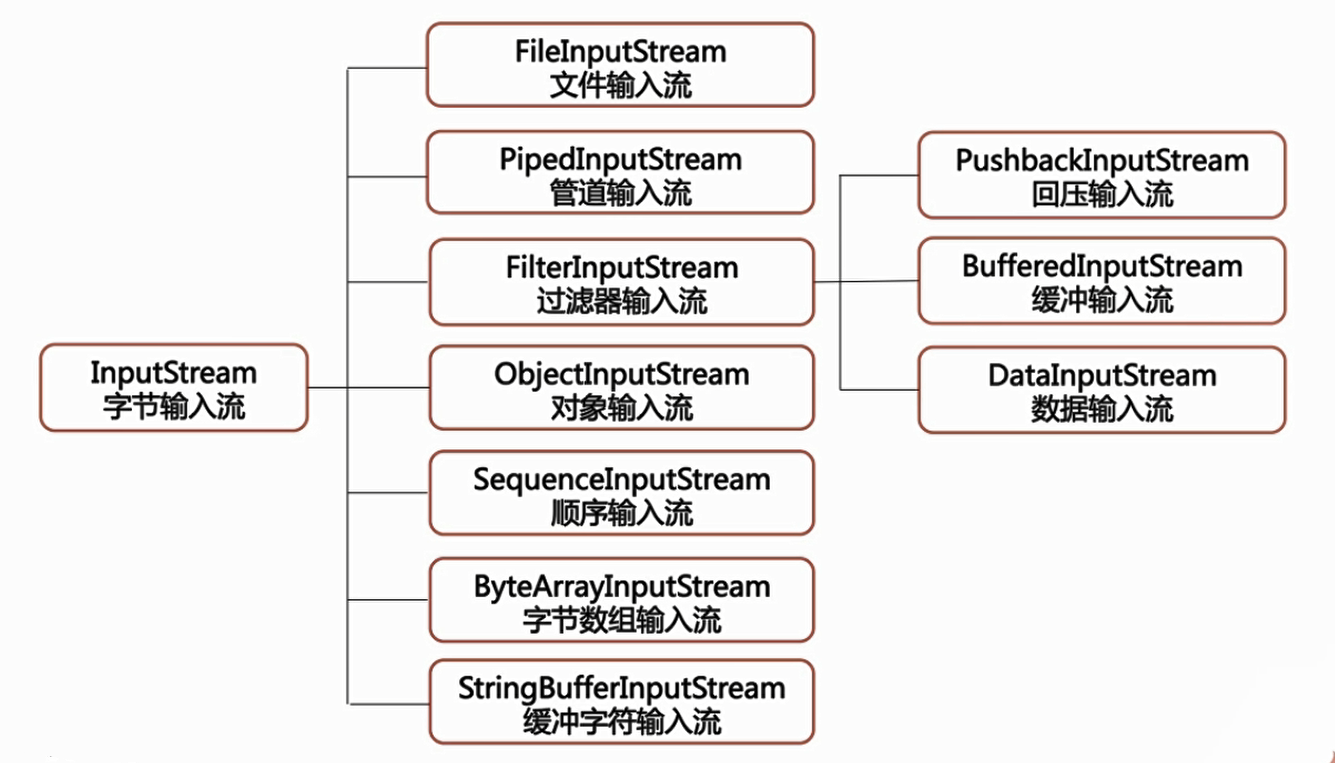 FileInputStream
文件输入流
PipedInputStream
管道输入流
PushbackInputStream
回压输入流
FilterInputStream
过滤器输入流
BufferedInputStream
缓冲输入流
InputStream
字节输入流
ObjectInputStream
对象输入流
DataInputStream
数据输入流
SequenceInputStream
顺序输入流
ByteArrayInputStream
字节数组输入流
StringBufferInputStream
缓冲字符输入流